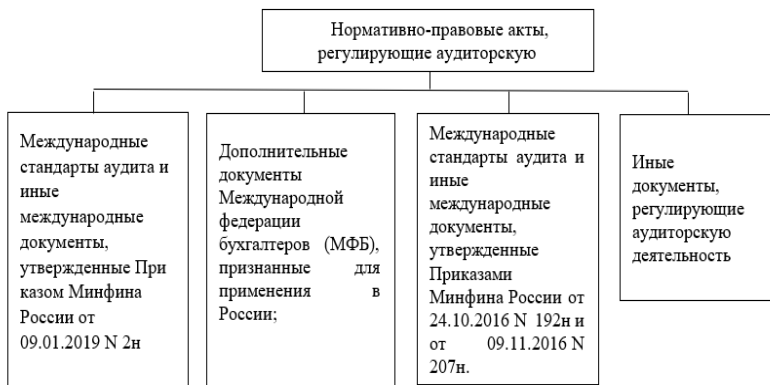 Нормативно-правовые акты,
регулирующие аудиторскую
Международные
стандарты аудита и
иные
международные
документы,
утвержденные При
казом Минфина
России от
09.01.2019 N 2н
Дополнительные
документы
Международной
федерации
бухгалтеров (МФБ),
признанные для
применения в
России;
Международные
стандарты аудита и
иные
международные
документы,
утвержденные
Приказами
Минфина России от
24.10.2016 N 192н и
от 09.11.2016 N
207н.
Иные
документы,
регулирующие
аудиторскую
деятельность